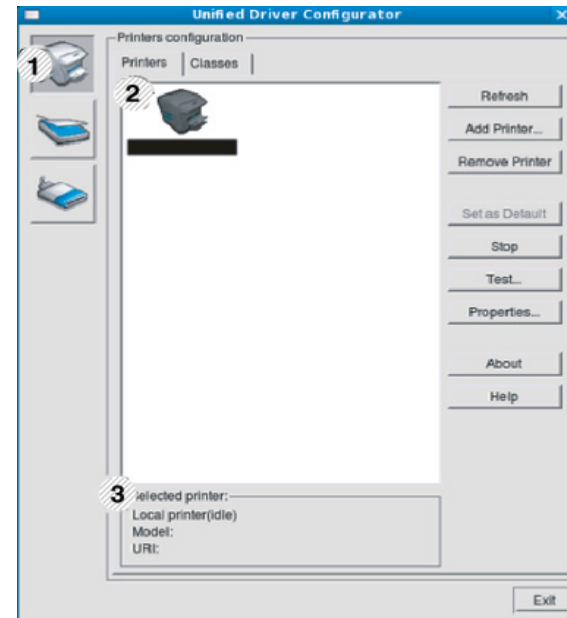 Unified Driver Configurator
Printers configuration
1
Printers
Classes
2
Refresh
Add Printer...
Remove Printer
Set as Default
Stop
Test...
Properties...
About
Help
3
Selected printer:
Local printer(idle)
Model:
URI:
Exit